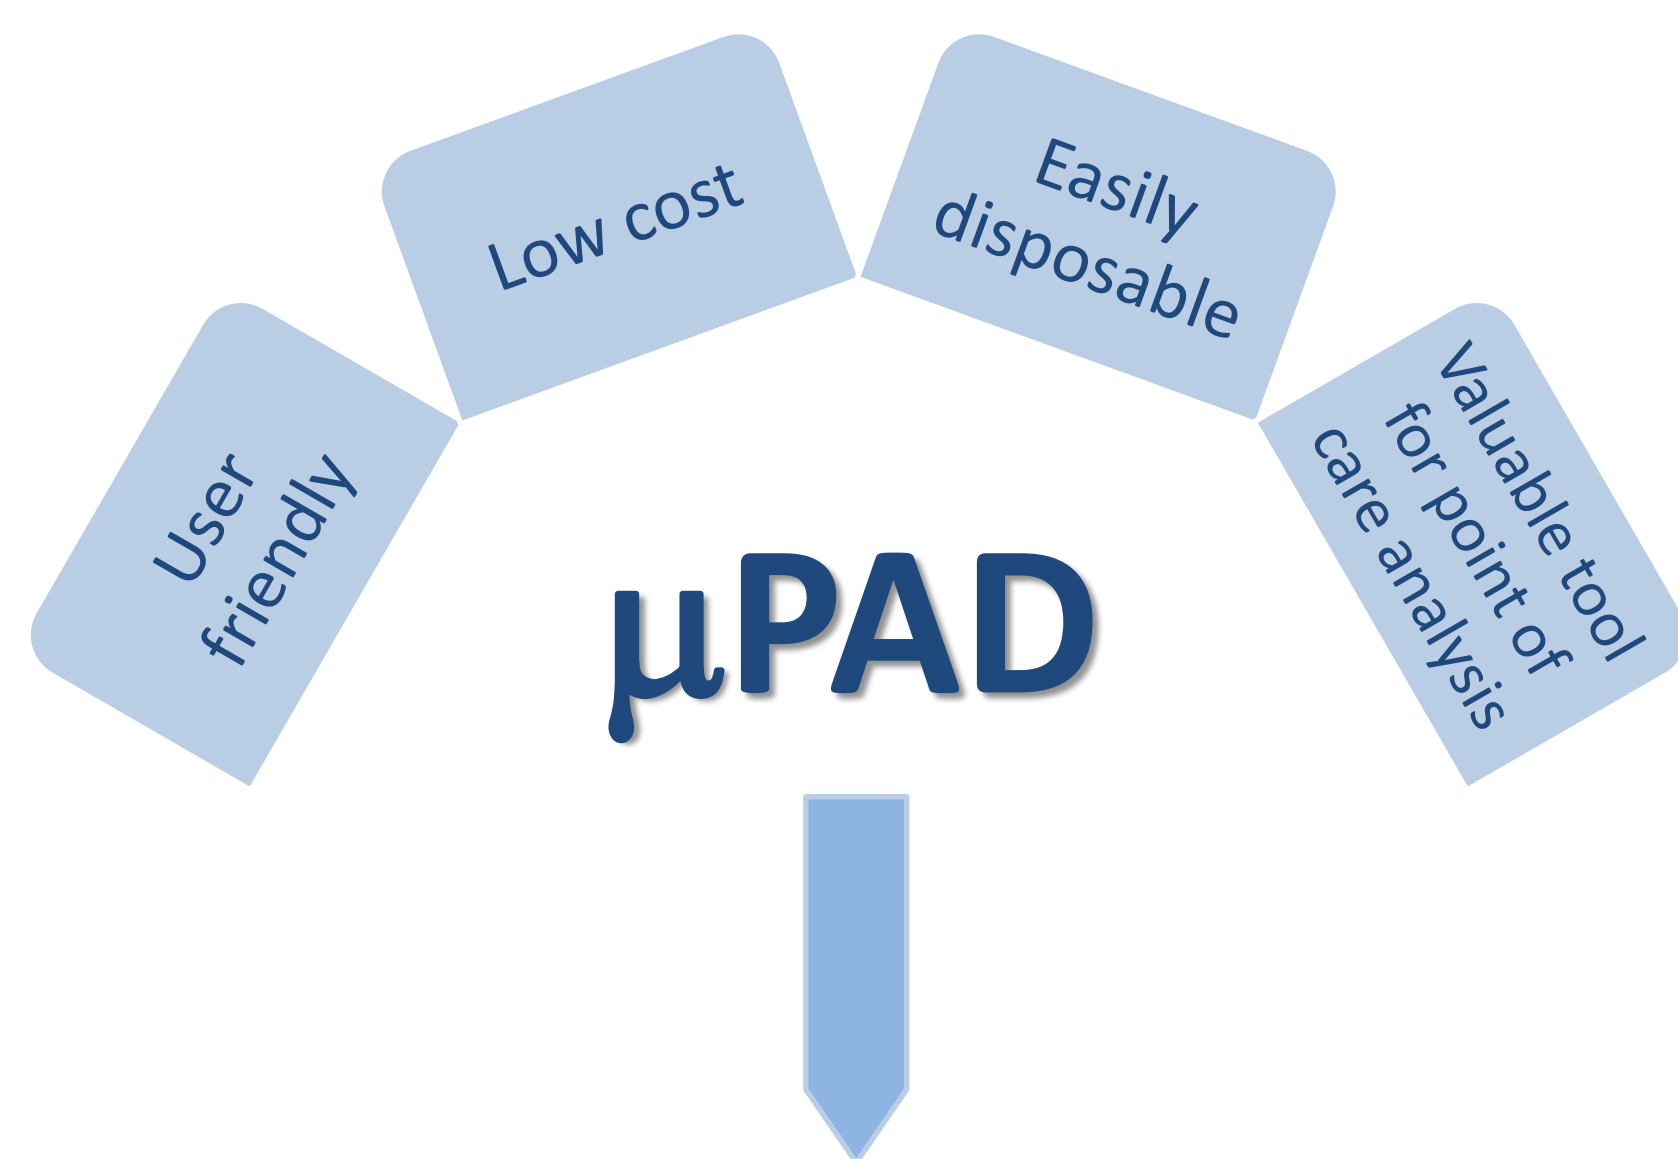 User
friendly
Low cost
Easily
disposable
Valuable tool
for point of
care analysis
μPAD